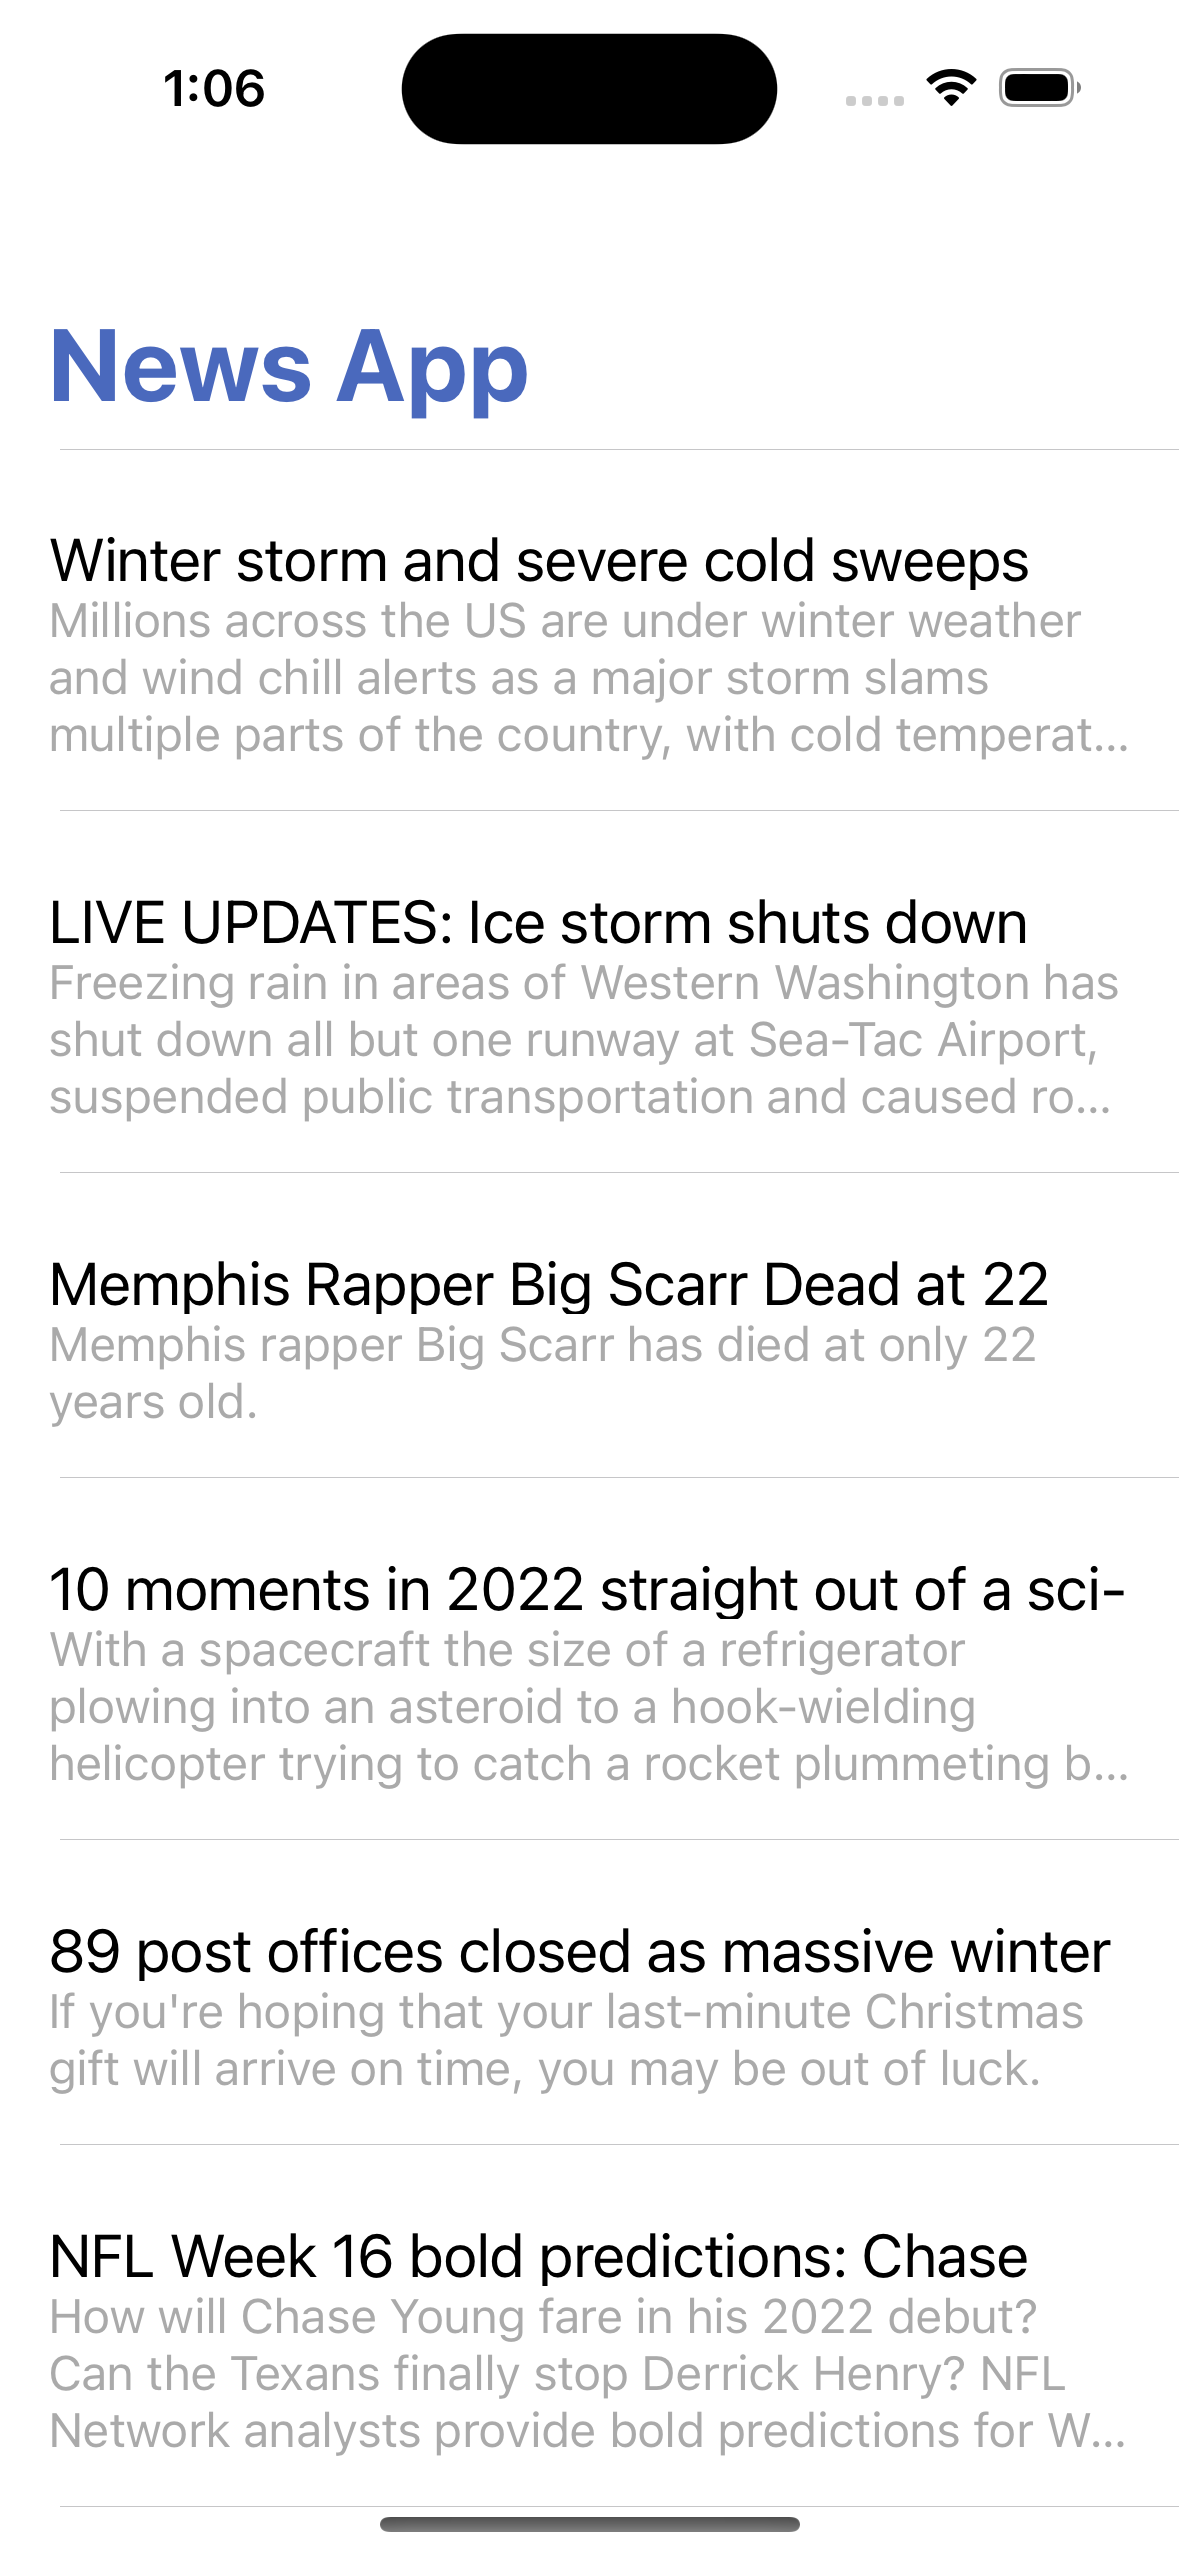 1:06
News App
Winter storm and severe cold sweeps
Millions across the US are under winter weather
and wind chill alerts as a major storm slams
multiple parts of the country, with cold temperat...
LIVE UPDATES: Ice storm shuts down
Freezing rain in areas of Western Washington has
shut down all but one runway at Sea-Tac Airport,
suspended public transportation and caused ro...
Memphis Rapper Big Scarr Dead at 22
Memphis rapper Big Scarr has died at only 22
years old.
10 moments in 2022 straight out of a sci-
With a spacecraft the size of a refrigerator
plowing into an asteroid to a hook-wielding
helicopter trying to catch a rocket plummeting b...
89 post offices closed as massive winter
If you're hoping that your last-minute Christmas
gift will arrive on time, you may be out of luck.
NFL Week 16 bold predictions: Chase
How will Chase Young fare in his 2022 debut?
Can the Texans finally stop Derrick Henry? NFL
Network analysts provide bold predictions for W...